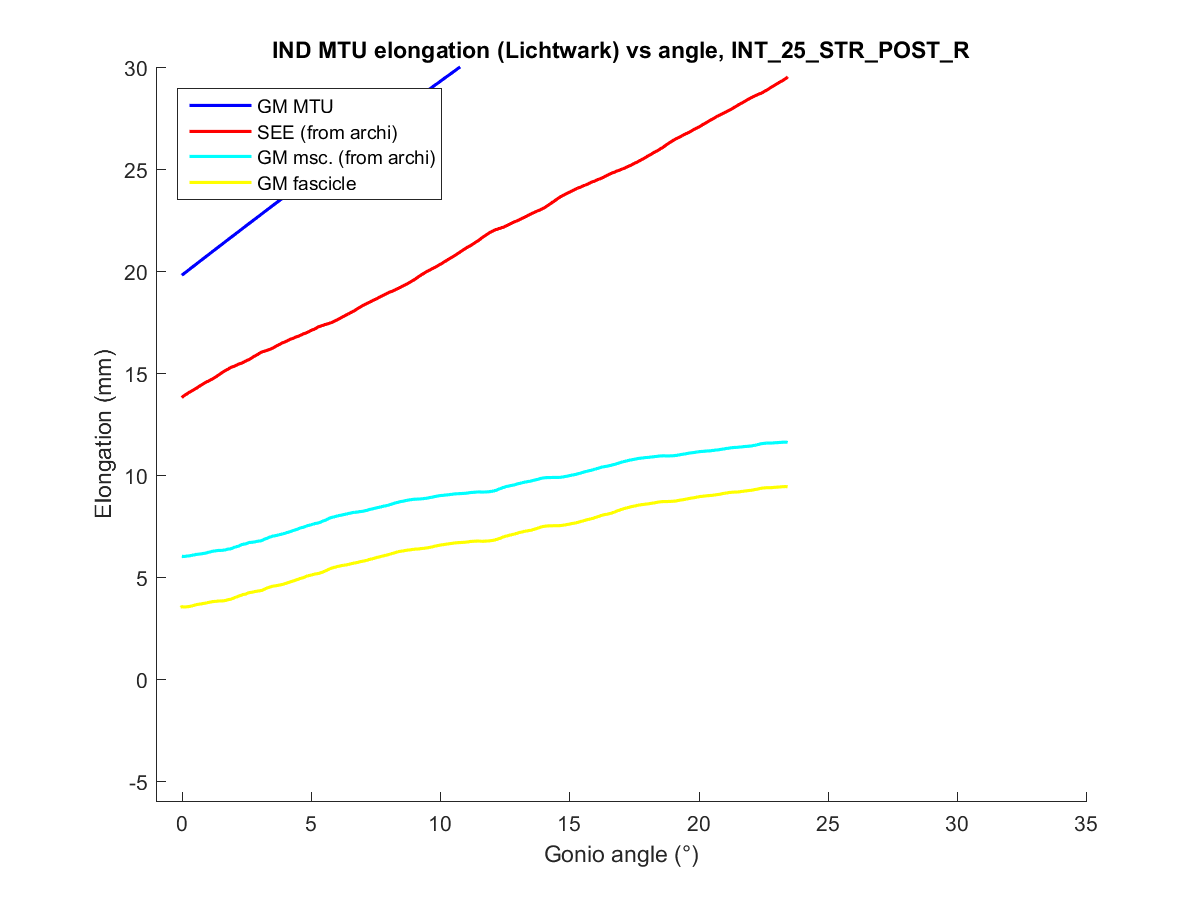 IND MTU elongation (Lichtwark) vs angle, INT_25_STR_POST_R
30
25
20
15
10
5
0
-5
Elongation (mm)
GM MTU
SEE (from archi)
GM msc. (from archi)
GM fascicle
0 5 10 15 20 25 30 35
Gonio angle (°)